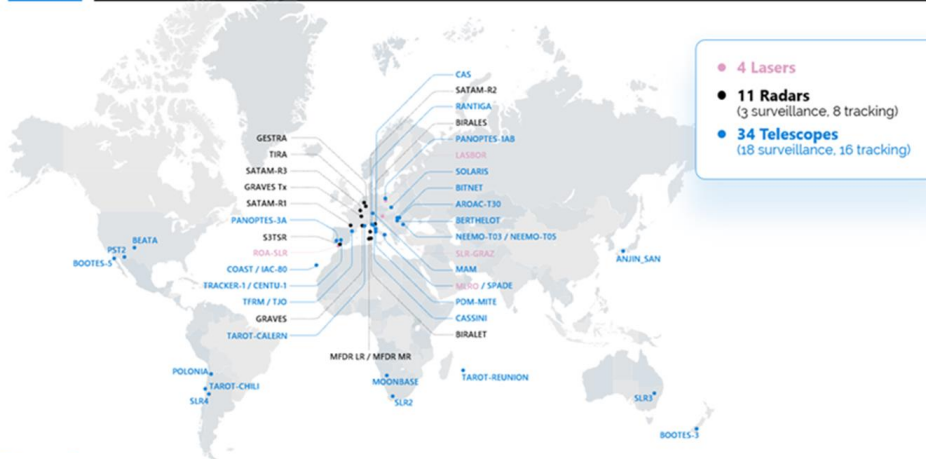 4 Lasers
11 Radars
(3 surveillance, 8 tracking)
34 Telescopes
(18 surveillance, 16 tracking)
CAS
SATAM-R2
RANTIGA
BIRALES
PANOPTES-1AB
LASBOR
SOLARIS
BITNET
AROAC-T30
BERTHELOT
NEEMO-T03 / NEEMO-T05
SLR-GRAZ
MAM
MLRO / SPADE
PDM-MITE
CASSINI
BIRALET
GESTRA
TIRA
SATAM-R3
GRAVES Tx
SATAM-R1
PANOPTES-3A
S3TSR
ROA-SLR
COAST / IAC-80
TRACKER-1 / CENTU-1
TFRM / TJO
GRAVES
TAROT-CALERN
MFDR LR / MFDR MR
BEATA
PST2
BOOTES-5
ANJIN_SAN
POLONIA
TAROT-CHILI
SLR4
MOONBASE
SLR2
TAROT-REUNION
SLR3
BOOTES-3